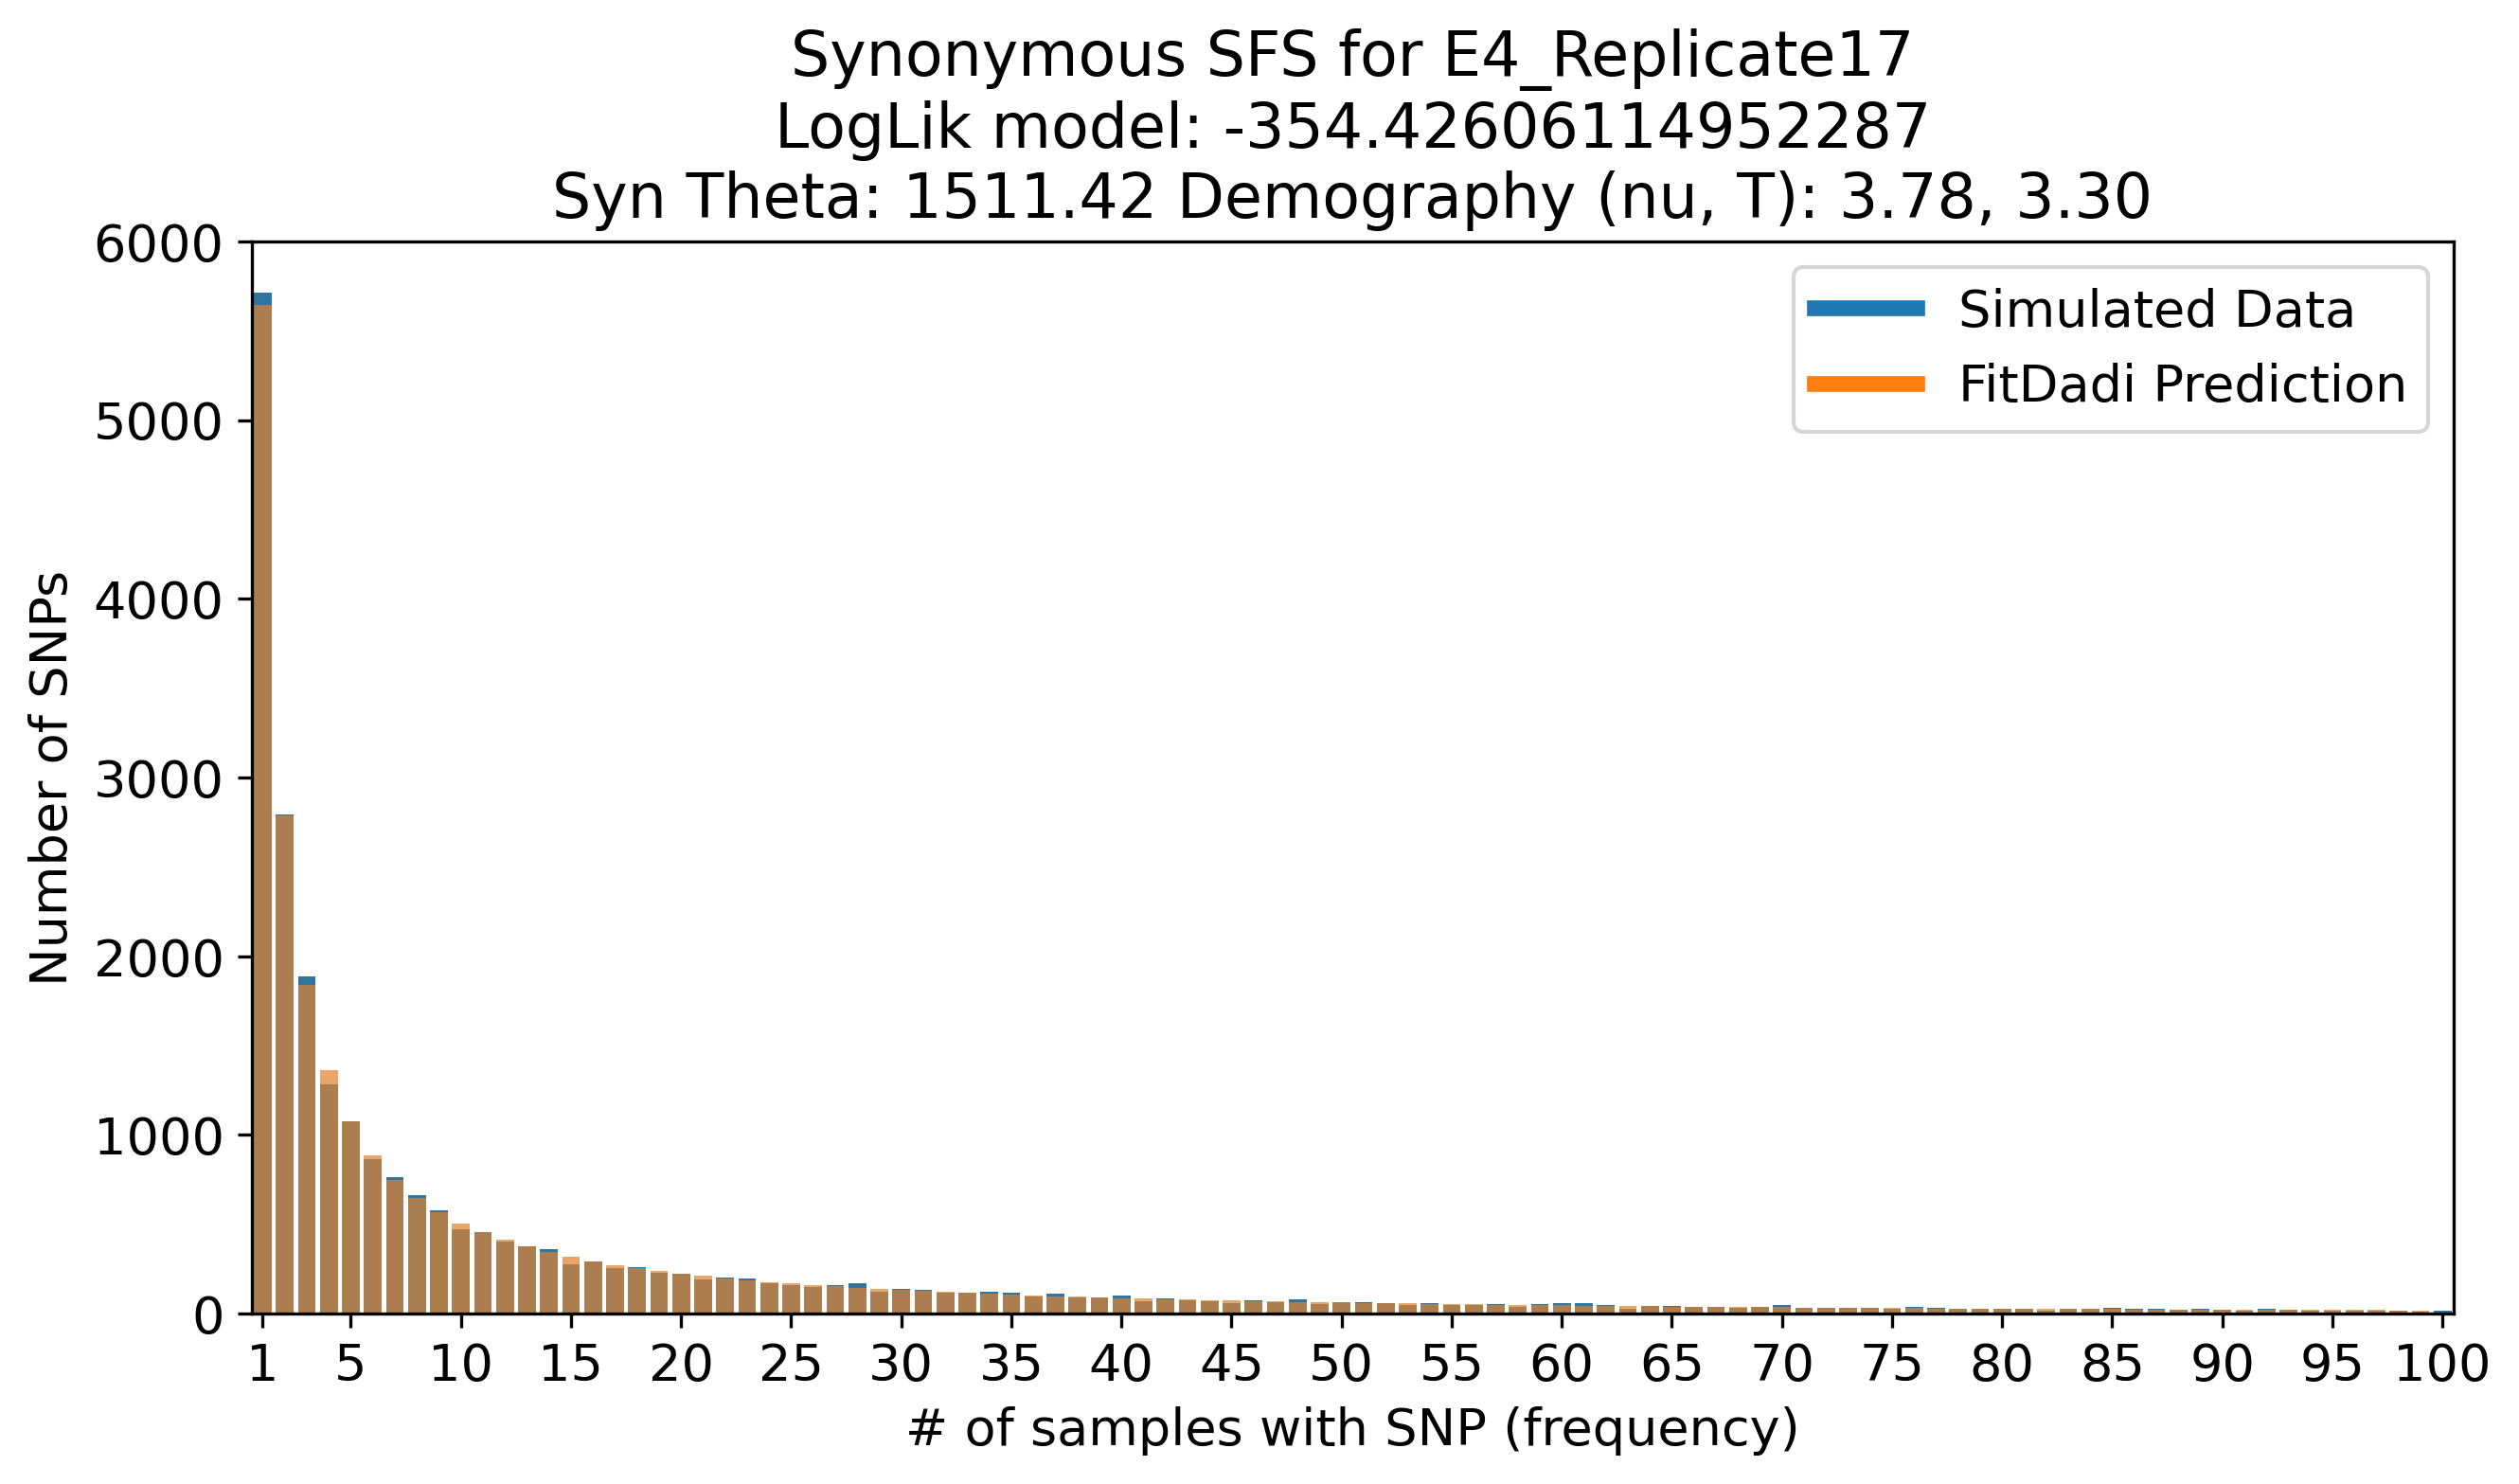 Synonymous SFS for E4_Replicate17
LogLik model: -354.42606114952287
Syn Theta: 1511.42 Demography (nu, T): 3.78, 3.30
6000
5000
4000
3000
2000
1000
0
Number of SNPs
Simulated Data
FitDadi Prediction
1 5 10 15 20 25 30 35 40 45 50 55 60 65 70 75 80 85 90 95 100
# of samples with SNP (frequency)